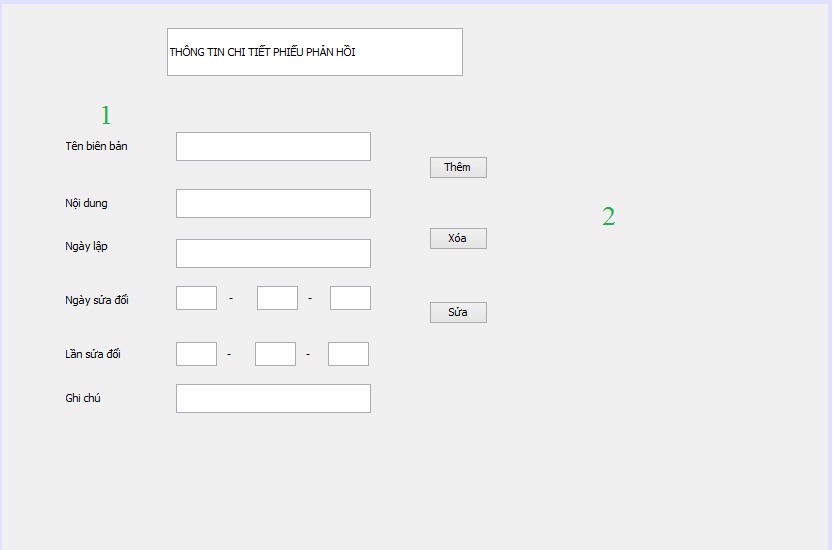 THÔNG TIN CHI TIẾT PHIẾU PHẢN HỒI
1
Tên biên bản
Thêm
Nội dung
2
Xóa
Ngày lập
Ngày sửa đổi - -
Sửa
Lần sửa đổi - -
Ghi chú